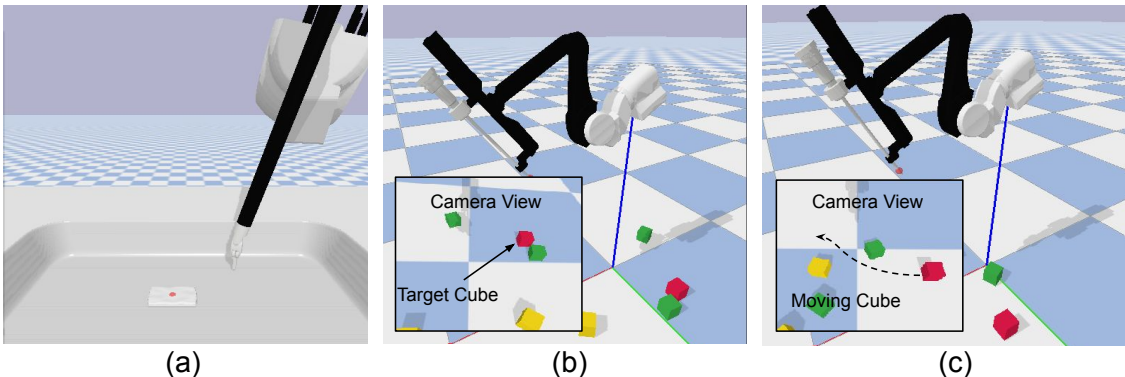 Camera View
Target Cube
Camera View
Moving Cube
(a)
(b)
(c)